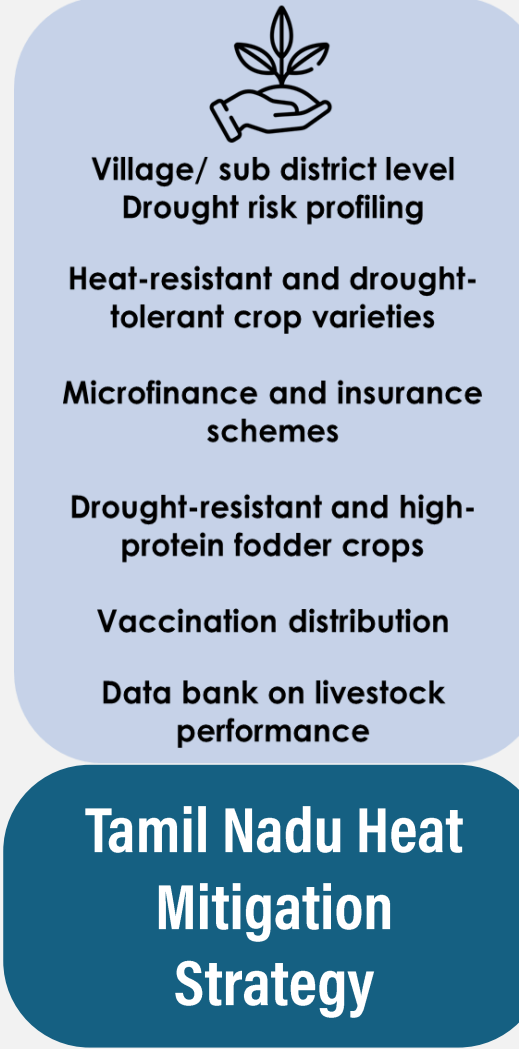 Village/ sub district level
Drought risk profiling
Heat-resistant and drought-
tolerant crop varieties
Microfinance and insurance
schemes
Drought-resistant and high-
protein fodder crops
Vaccination distribution
Data bank on livestock
performance
Tamil Nadu Heat
Mitigation
Strategy